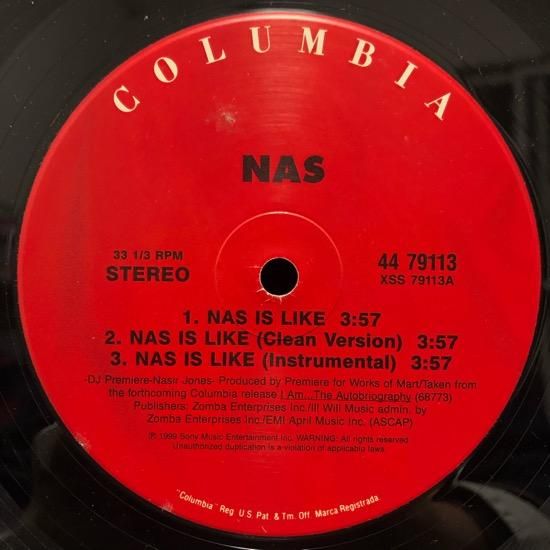 COLUMBIA
NAS
33 1/3 RPM
STEREO
44 79113
XSS 79113A
1. NAS IS LIKE 3:57
2. NAS IS LIKE (Clean Version) 3:57
3. NAS IS LIKE (Instrumental) 3:57
-DJ Premiere-Nasir Jones- Produced by Premiere for Works of Mart/Taken from
the forthcoming Columbia release I Am...The Autobiography (68773)
Publishers: Zomba Enterprises Inc./Ill Will Music admin. by
Zomba Enterprises Inc./EMI April Music Inc. (ASCAP)
℗ 1999 Sony Music Entertainment Inc. WARNING: All rights reserved
Unauthorized duplication is a violation of applicable laws.
"Columbia" Reg. U.S. Pat. & Tm. Off. Marca Registrada.